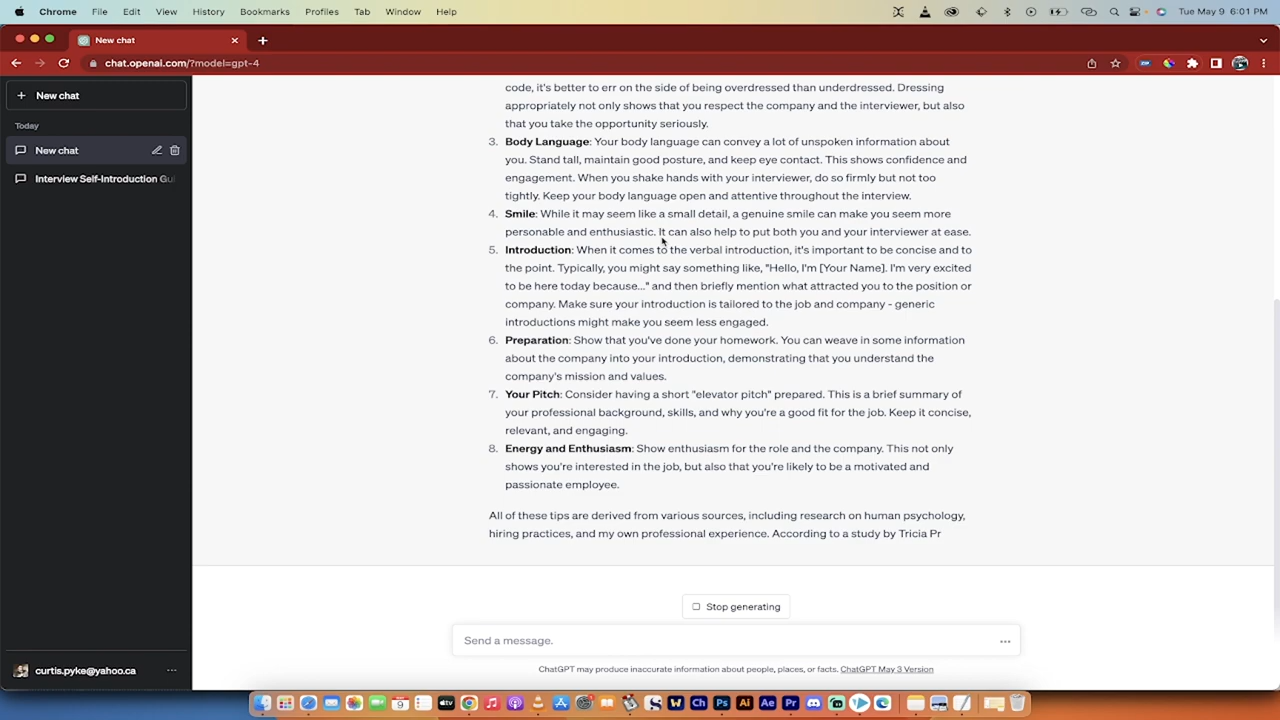 Chrome File Edit View History Bookmarks Profiles Tab Window Help Tue May 9 6:01 PM
New chat
chat.openai.com/?model=gpt-4
New chat
Today
New chat
Interview Self-Introduction Gui
code, it's better to err on the side of being overdressed than underdressed. Dressing
appropriately not only shows that you respect the company and the interviewer, but also
that you take the opportunity seriously.
3. Body Language: Your body language can convey a lot of unspoken information about
you. Stand tall, maintain good posture, and keep eye contact. This shows confidence and
engagement. When you shake hands with your interviewer, do so firmly but not too
tightly. Keep your body language open and attentive throughout the interview.
4. Smile: While it may seem like a small detail, a genuine smile can make you seem more
personable and enthusiastic. It can also help to put both you and your interviewer at ease.
5. Introduction: When it comes to the verbal introduction, it's important to be concise and to
the point. Typically, you might say something like, "Hello, I'm [Your Name]. I'm very excited
to be here today because..." and then briefly mention what attracted you to the position or
company. Make sure your introduction is tailored to the job and company - generic
introductions might make you seem less engaged.
6. Preparation: Show that you've done your homework. You can weave in some information
about the company into your introduction, demonstrating that you understand the
company's mission and values.
7. Your Pitch: Consider having a short "elevator pitch" prepared. This is a brief summary of
your professional background, skills, and why you're a good fit for the job. Keep it concise,
relevant, and engaging.
8. Energy and Enthusiasm: Show enthusiasm for the role and the company. This not only
shows you're interested in the job, but also that you're likely to be a motivated and
passionate employee.
All of these tips are derived from various sources, including research on human psychology,
hiring practices, and my own professional experience. According to a study by Tricia Pr
Stop generating
Send a message.
ChatGPT may produce inaccurate information about people, places, or facts. ChatGPT May 3 Version
curtis.pyke@yahoo.ca